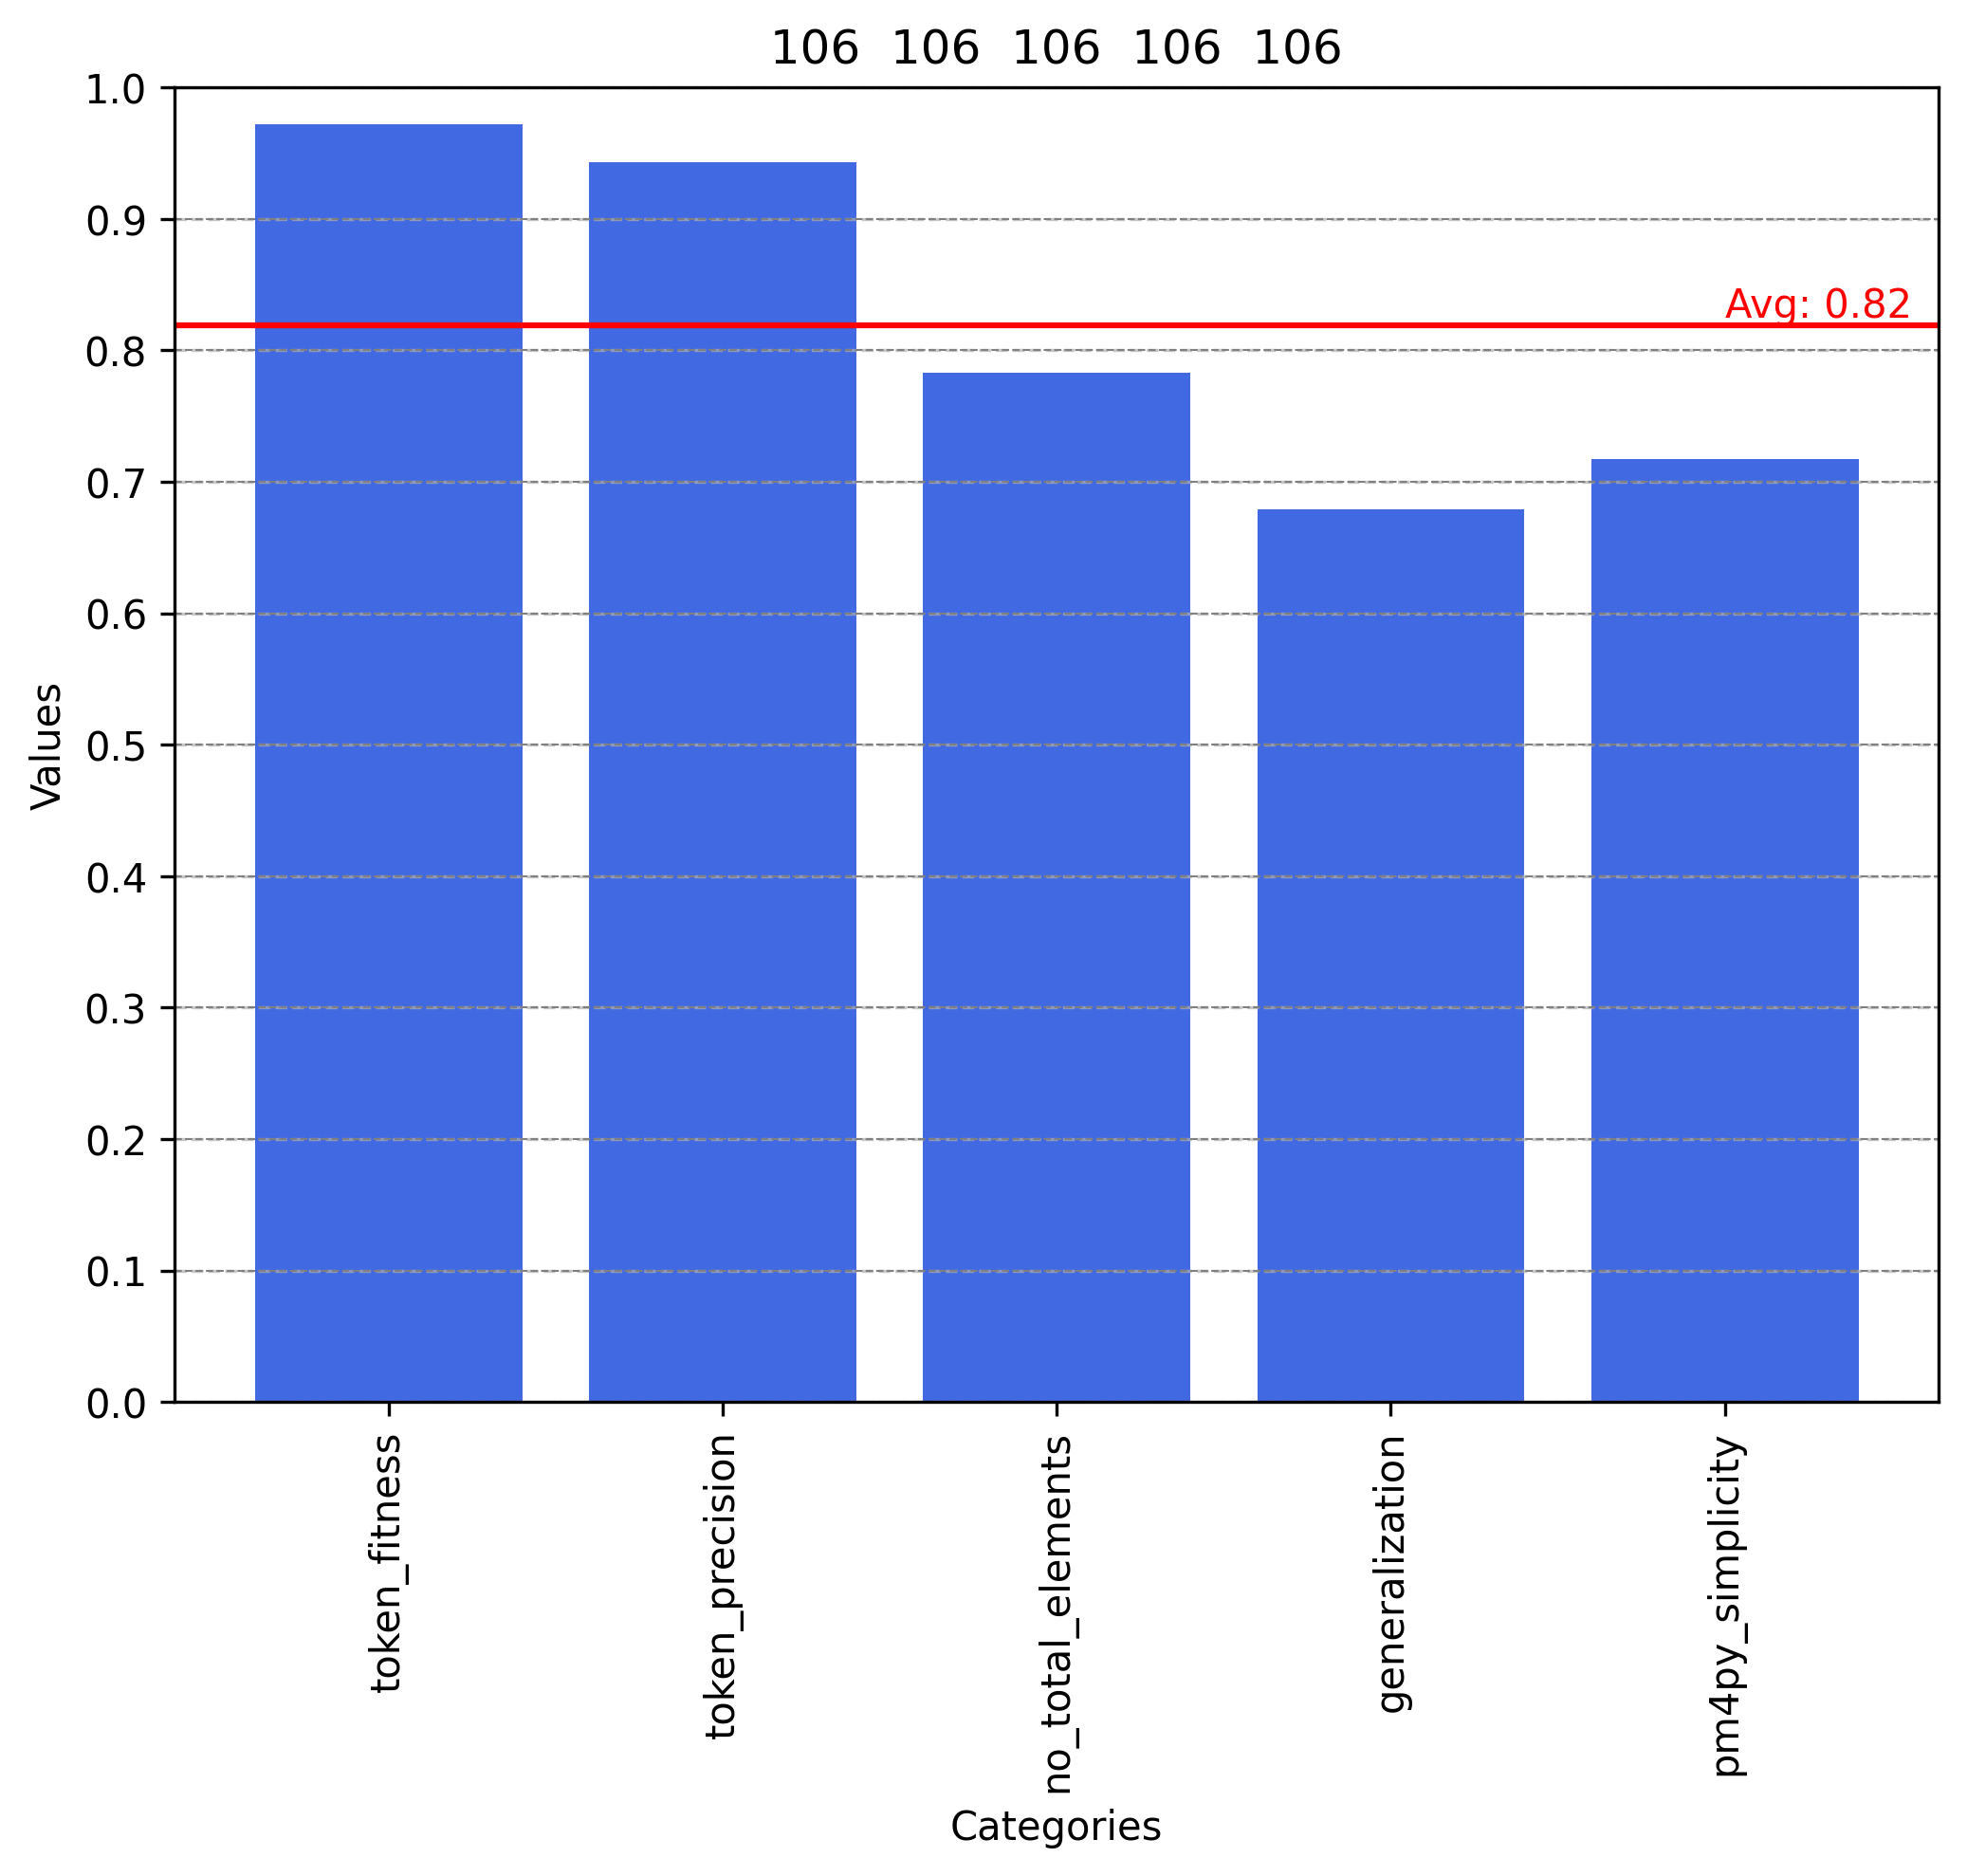 106 106 106 106 106
1.0
0.9
0.8
0.7
0.6
0.5
0.4
0.3
0.2
0.1
0.0
Values
Avg: 0.82
token_fitness
token_precision
no_total_elements
generalization
pm4py_simplicity
Categories